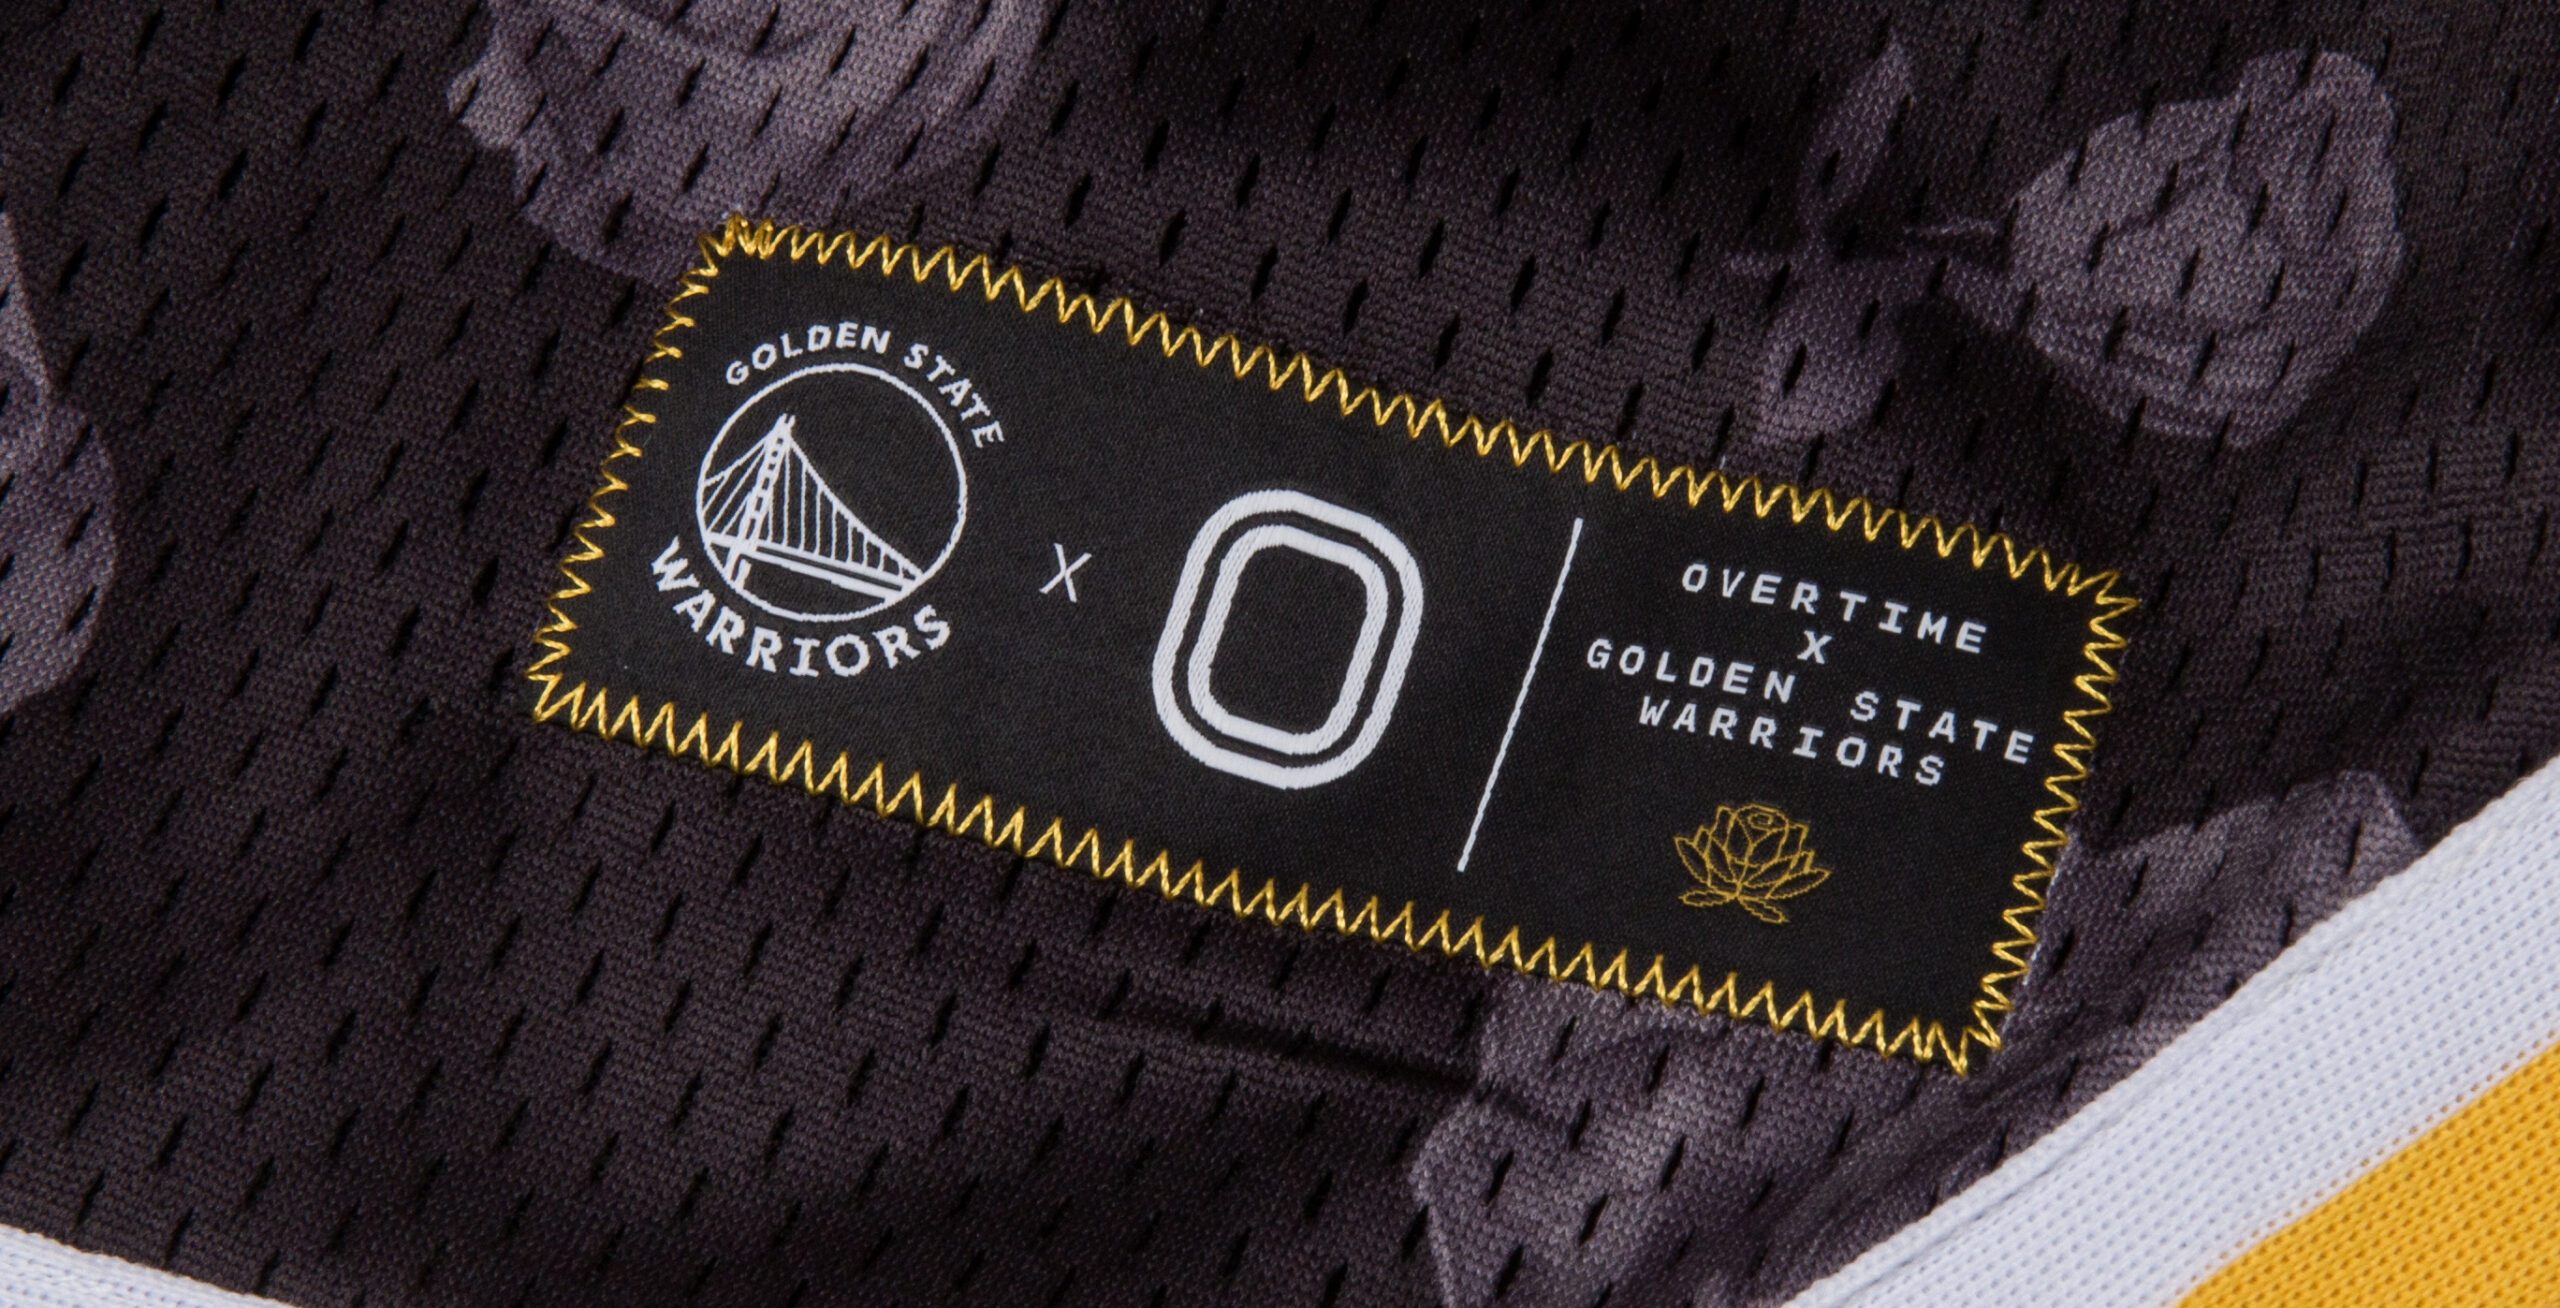 GOLDEN STATE
WARRIORS
X
O
OVERTIME
X
GOLDEN STATE
WARRIORS